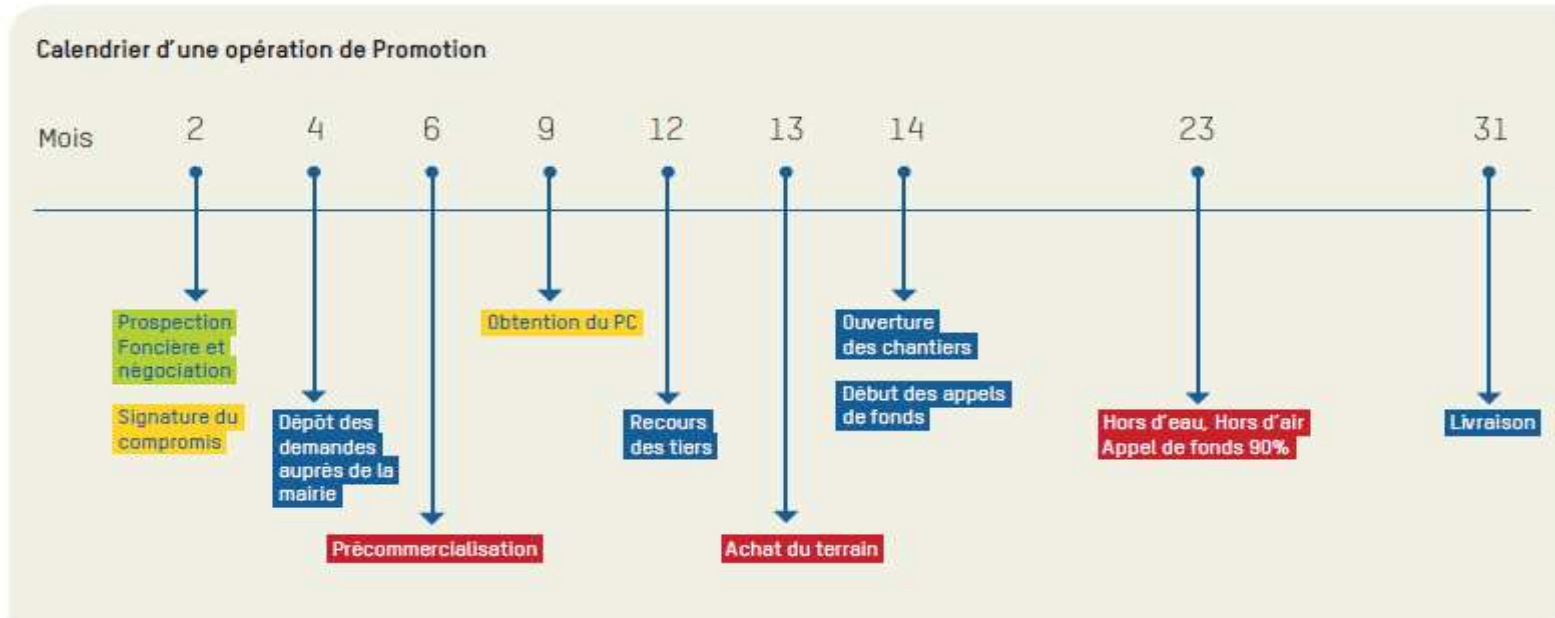 Calendrier d'une opération de Promotion
Mois 2 4 6 9 12 13 14 23 31
Prospection
Foncière et
négociation
Signature du
compromis
Dépôt des
demandes
auprès de la
mairie
Précommercialisation
Obtention du PC
Recours
des tiers
Achat du terrain
Ouverture
des chantiers
Début des appels
de fonds
Hors d'eau, Hors d'air
Appel de fonds 90%
Livraison